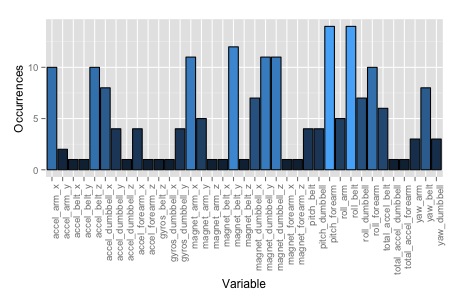 Occurrences
10
5
0
accel_arm_x
accel_arm_y
accel_belt_x
accel_belt_y
accel_belt_z
accel_dumbbell_x
accel_dumbbell_y
accel_dumbbell_z
accel_forearm_x
accel_forearm_z
gyros_belt_z
gyros_dumbbell_x
gyros_dumbbell_y
magnet_arm_x
magnet_arm_y
magnet_arm_z
magnet_belt_x
magnet_belt_y
magnet_belt_z
magnet_dumbbell_x
magnet_dumbbell_y
magnet_dumbbell_z
magnet_forearm_x
magnet_forearm_z
pitch_belt
pitch_dumbbell
pitch_forearm
roll_arm
roll_belt
roll_dumbbell
roll_forearm
total_accel_belt
total_accel_dumbbell
total_accel_forearm
yaw_arm
yaw_belt
yaw_dumbbell
Variable